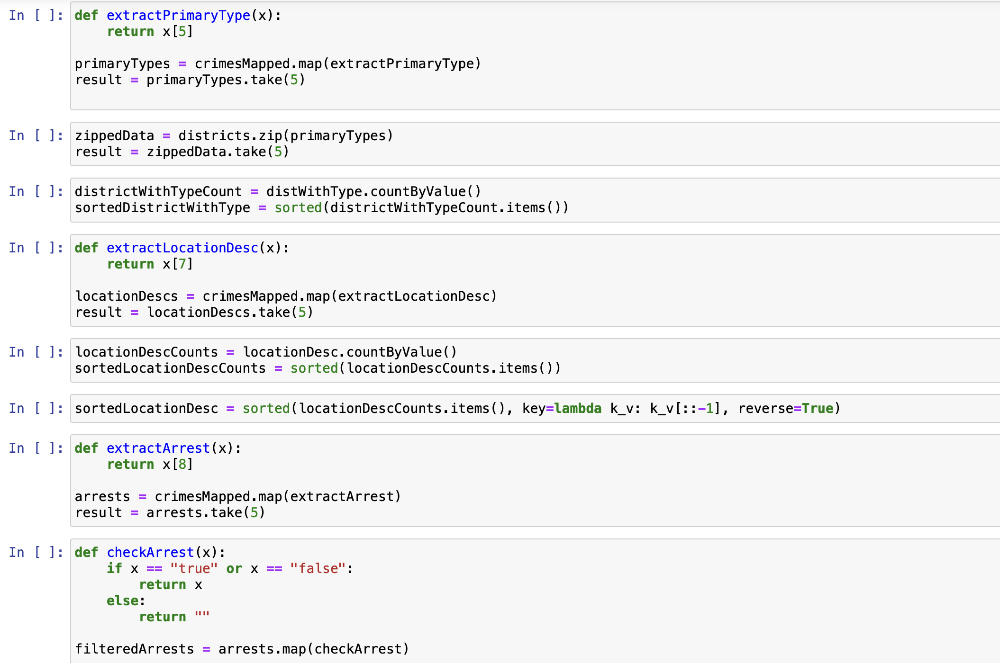 In [ ]: def extractPrimaryType(x):
    return x[5]
primaryTypes = crimesMapped.map(extractPrimaryType)
result = primaryTypes.take(5)
In [ ]: zippedData = districts.zip(primaryTypes)
result = zippedData.take(5)
In [ ]: districtWithTypeCount = distWithType.countByValue()
sortedDistrictWithType = sorted(districtWithTypeCount.items())
In [ ]: def extractLocationDesc(x):
    return x[7]
locationDescs = crimesMapped.map(extractLocationDesc)
result = locationDescs.take(5)
In [ ]: locationDescCounts = locationDesc.countByValue()
sortedLocationDescCounts = sorted(locationDescCounts.items())
In [ ]: sortedLocationDesc = sorted(locationDescCounts.items(), key=lambda k_v: k_v[::-1], reverse=True)
In [ ]: def extractArrest(x):
    return x[8]
arrests = crimesMapped.map(extractArrest)
result = arrests.take(5)
In [ ]: def checkArrest(x):
    if x == "true" or x == "false":
        return x
    else:
        return ""
filteredArrests = arrests.map(checkArrest)